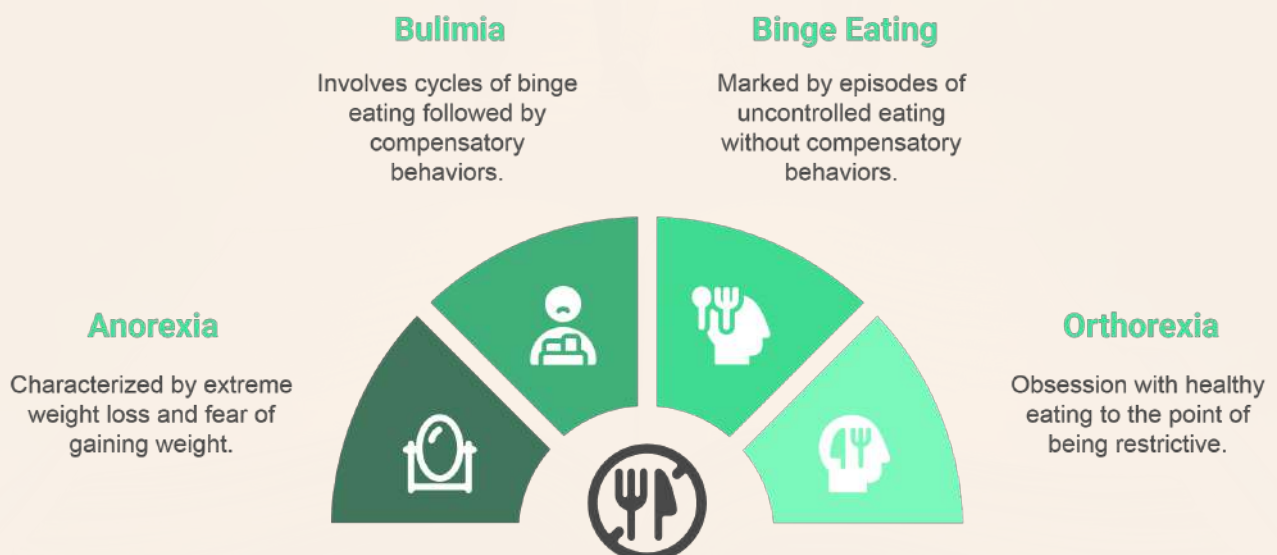 Bulimia
Involves cycles of binge
eating followed by
compensatory
behaviors.
Binge Eating
Marked by episodes of
uncontrolled eating
without compensatory
behaviors.
Anorexia
Characterized by extreme
weight loss and fear of
gaining weight.
Orthorexia
Obsession with healthy
eating to the point of
being restrictive.